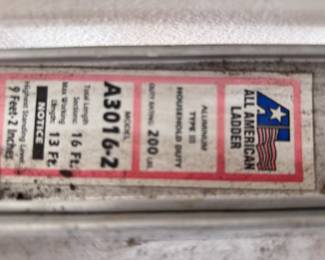 ALL AMERICAN
LADDER
ALUMINUM
TYPE III
HOUSEHOLD DUTY
DUTY RATING: 200 LBS.
MODEL
A3016-2
Total Length
Sections: 16 Ft.
Max Working
Length: 13 Ft.
NOTICE
Highest Standing Level
9 Feet-2 Inches